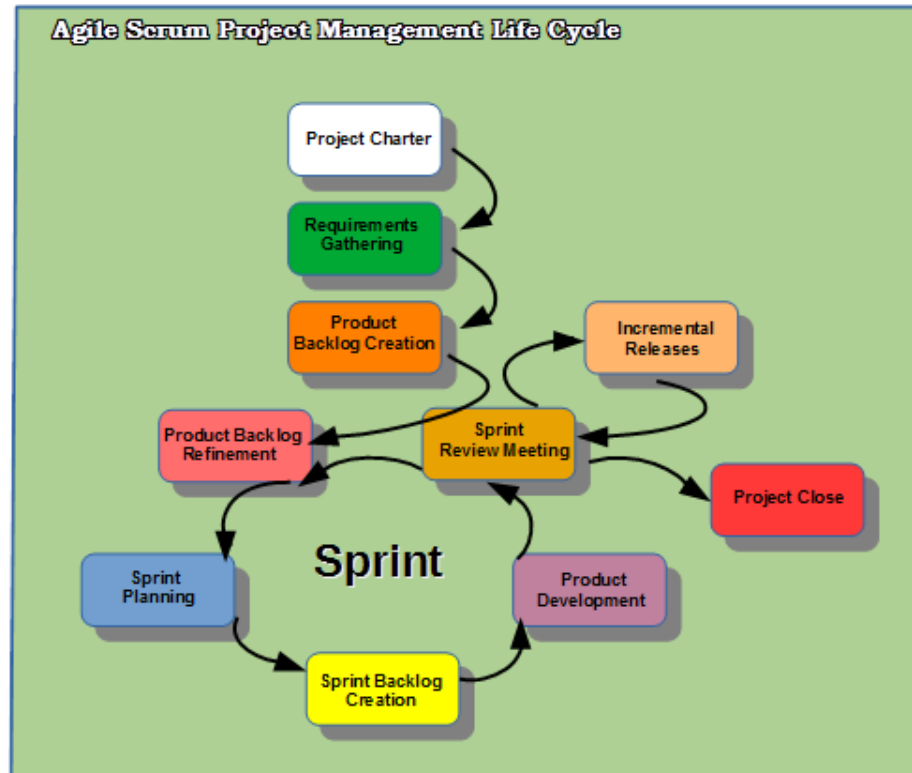 Agile Scrum Project Management Life Cycle
Project Charter
Requirements
Gathering
Product
Backlog Creation
Incremental
Releases
Product Backlog
Refinement
Sprint
Review Meeting
Project Close
Sprint
Sprint
Planning
Product
Development
Sprint Backlog
Creation